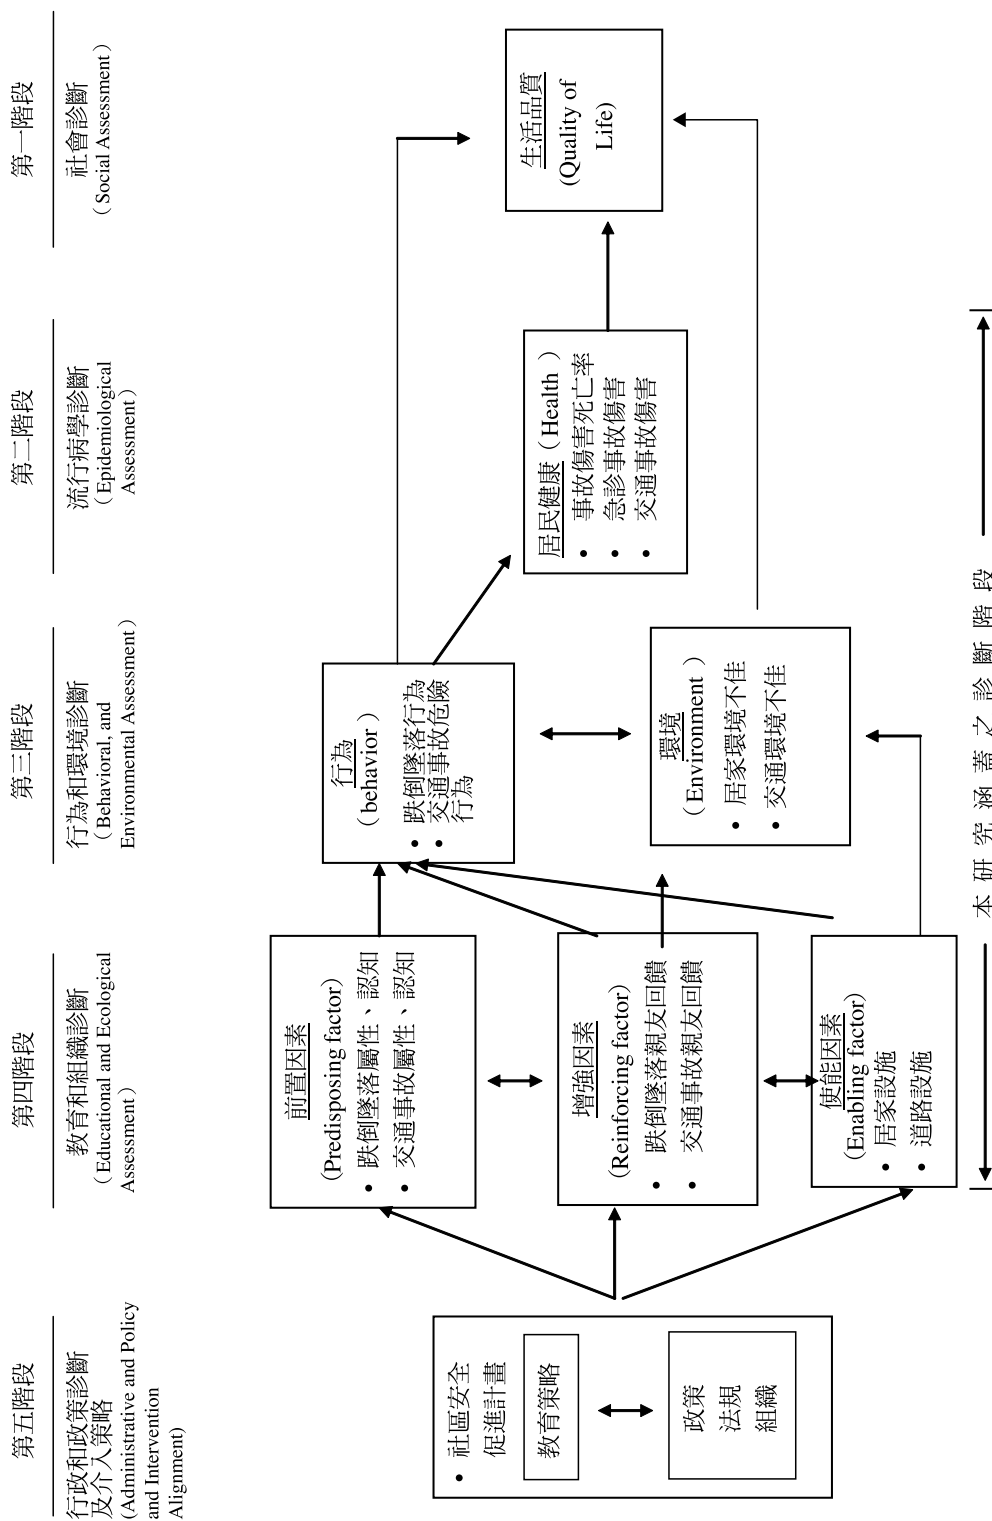 第五階段
行政和政策診斷
及介入策略
(Administrative and Policy
and Intervention
Alignment)
第四階段
教育和組織診斷
（Educational and Ecological
Assessment）
第三階段
行為和環境診斷
（Behavioral, and
Environmental Assessment）
第二階段
流行病學診斷
（Epidemiological
Assessment）
第一階段
社會診斷
（Social Assessment）
• 社區安全
促進計畫
教育策略
政策
法規
組織
前置因素
(Predisposing factor)
• 跌倒墜落屬性、認知
• 交通事故屬性、認知
增強因素
(Reinforcing factor)
• 跌倒墜落親友回饋
• 交通事故親友回饋
使能因素
(Enabling factor)
• 居家設施
• 道路設施
行為
（behavior）
• 跌倒墜落行為
• 交通事故危險
行為
環境
（Environment）
• 居家環境不佳
• 交通環境不佳
居民健康（Health）
• 事故傷害死亡率
• 急診事故傷害
• 交通事故傷害
生活品質
(Quality of
Life)
本研究涵蓋之診斷階段